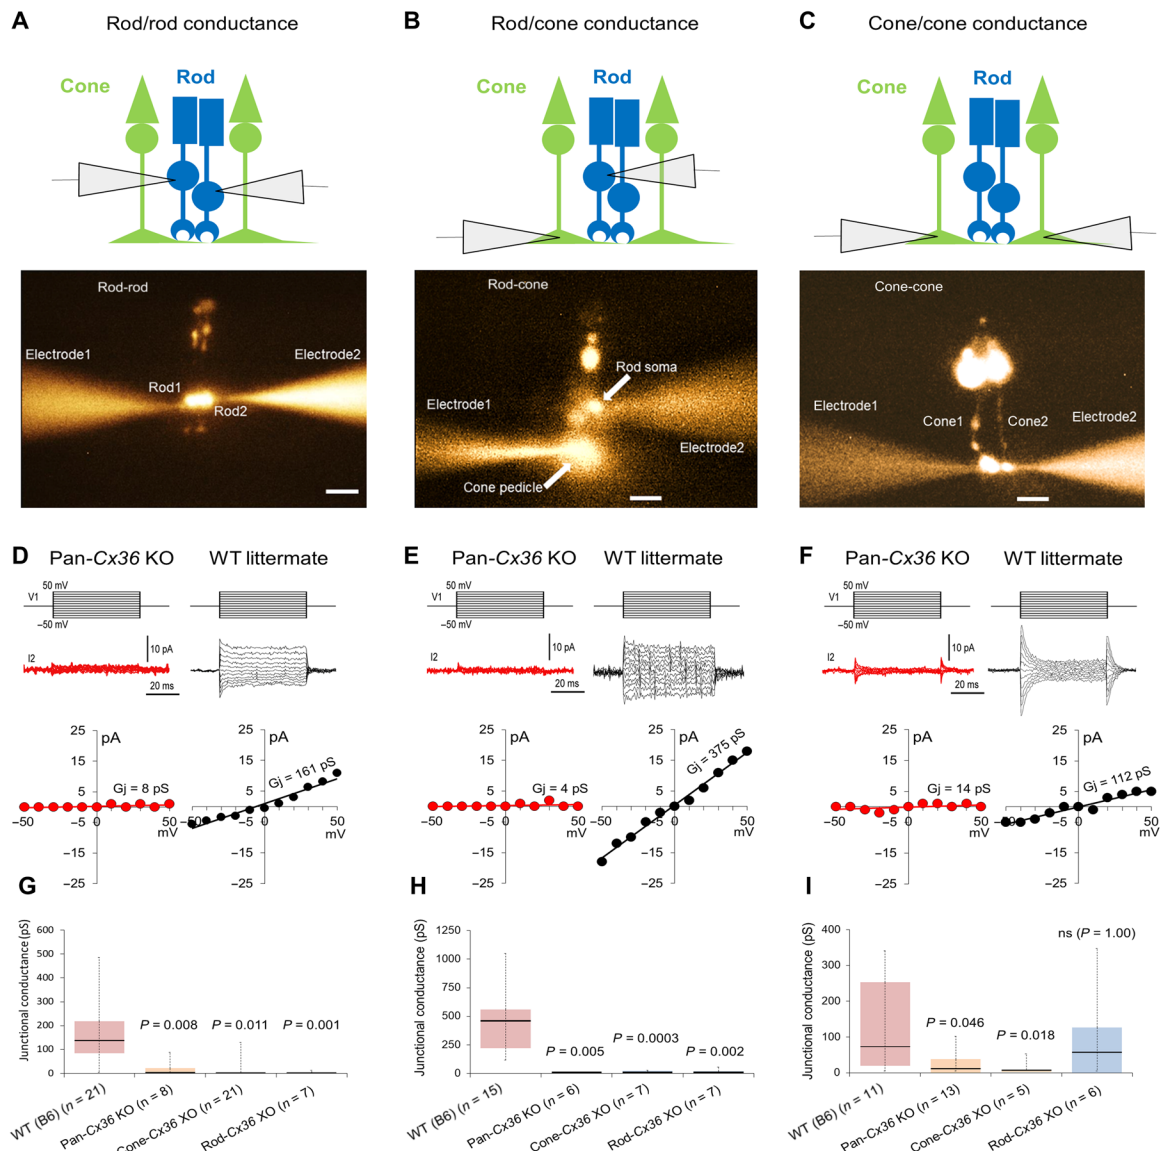 A Rod/rod conductance
B Rod/cone conductance
C Cone/cone conductance
Cone Rod
Cone Rod
Cone Rod
Rod-rod
Electrode1
Electrode2
Rod1
Rod2
Rod-cone
Rod soma
Electrode1
Electrode2
Cone pedicle
Cone-cone
Electrode1
Cone1
Cone2
Electrode2
D Pan-Cx36 KO WT littermate
50 mV
V1
−50 mV
10 pA
I2
20 ms
25
pA
15
5
Gj = 8 pS
−50
0
50
mV
−15
−25
25
pA
15
5
Gj = 161 pS
−50
0
50
mV
−15
−25
E Pan-Cx36 KO WT littermate
50 mV
V1
−50 mV
10 pA
I2
20 ms
25
pA
15
5
Gj = 4 pS
−50
0
50
mV
−15
−25
25
pA
15
5
Gj = 375 pS
−50
0
50
mV
−15
−25
F Pan-Cx36 KO WT littermate
50 mV
V1
−50 mV
10 pA
I2
20 ms
25
pA
15
5
Gj = 14 pS
−50
0
50
mV
−15
−25
25
pA
15
5
Gj = 112 pS
−50
0
50
mV
−15
−25
G
Junctional conductance (pS)
600
500
400
300
200
100
0
P = 0.008
P = 0.011
P = 0.001
WT (B6) (n = 21)
Pan-Cx36 KO (n = 8)
Cone-Cx36 XO (n = 21)
Rod-Cx36 XO (n = 7)
H
Junctional conductance (pS)
1250
1000
750
500
250
0
P = 0.005
P = 0.0003
P = 0.002
WT (B6) (n = 15)
Pan-Cx36 KO (n = 6)
Cone-Cx36 XO (n = 7)
Rod-Cx36 XO (n = 7)
I
Junctional conductance (pS)
400
300
200
100
0
P = 0.046
P = 0.018
ns (P = 1.00)
WT (B6) (n = 11)
Pan-Cx36 KO (n = 13)
Cone-Cx36 XO (n = 5)
Rod-Cx36 XO (n = 6)